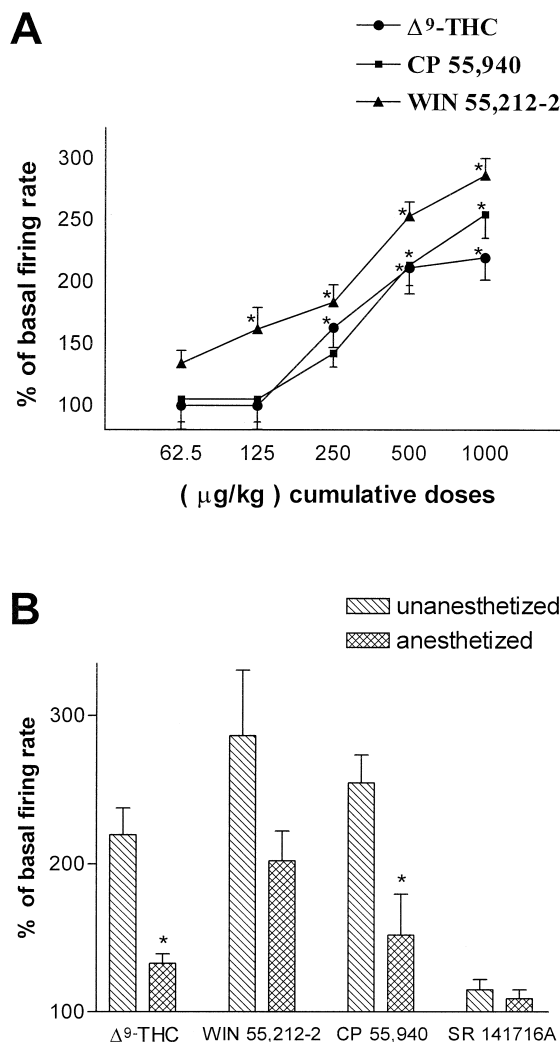 A
Δ⁹-THC
CP 55,940
WIN 55,212-2
% of basal firing rate
300
250
200
150
100
* * * * * * * * * *
62.5 125 250 500 1000
( μg/kg ) cumulative doses
B
unanesthetized
anesthetized
% of basal firing rate
300
200
100
* *
Δ⁹-THC WIN 55,212-2 CP 55,940 SR 141716A